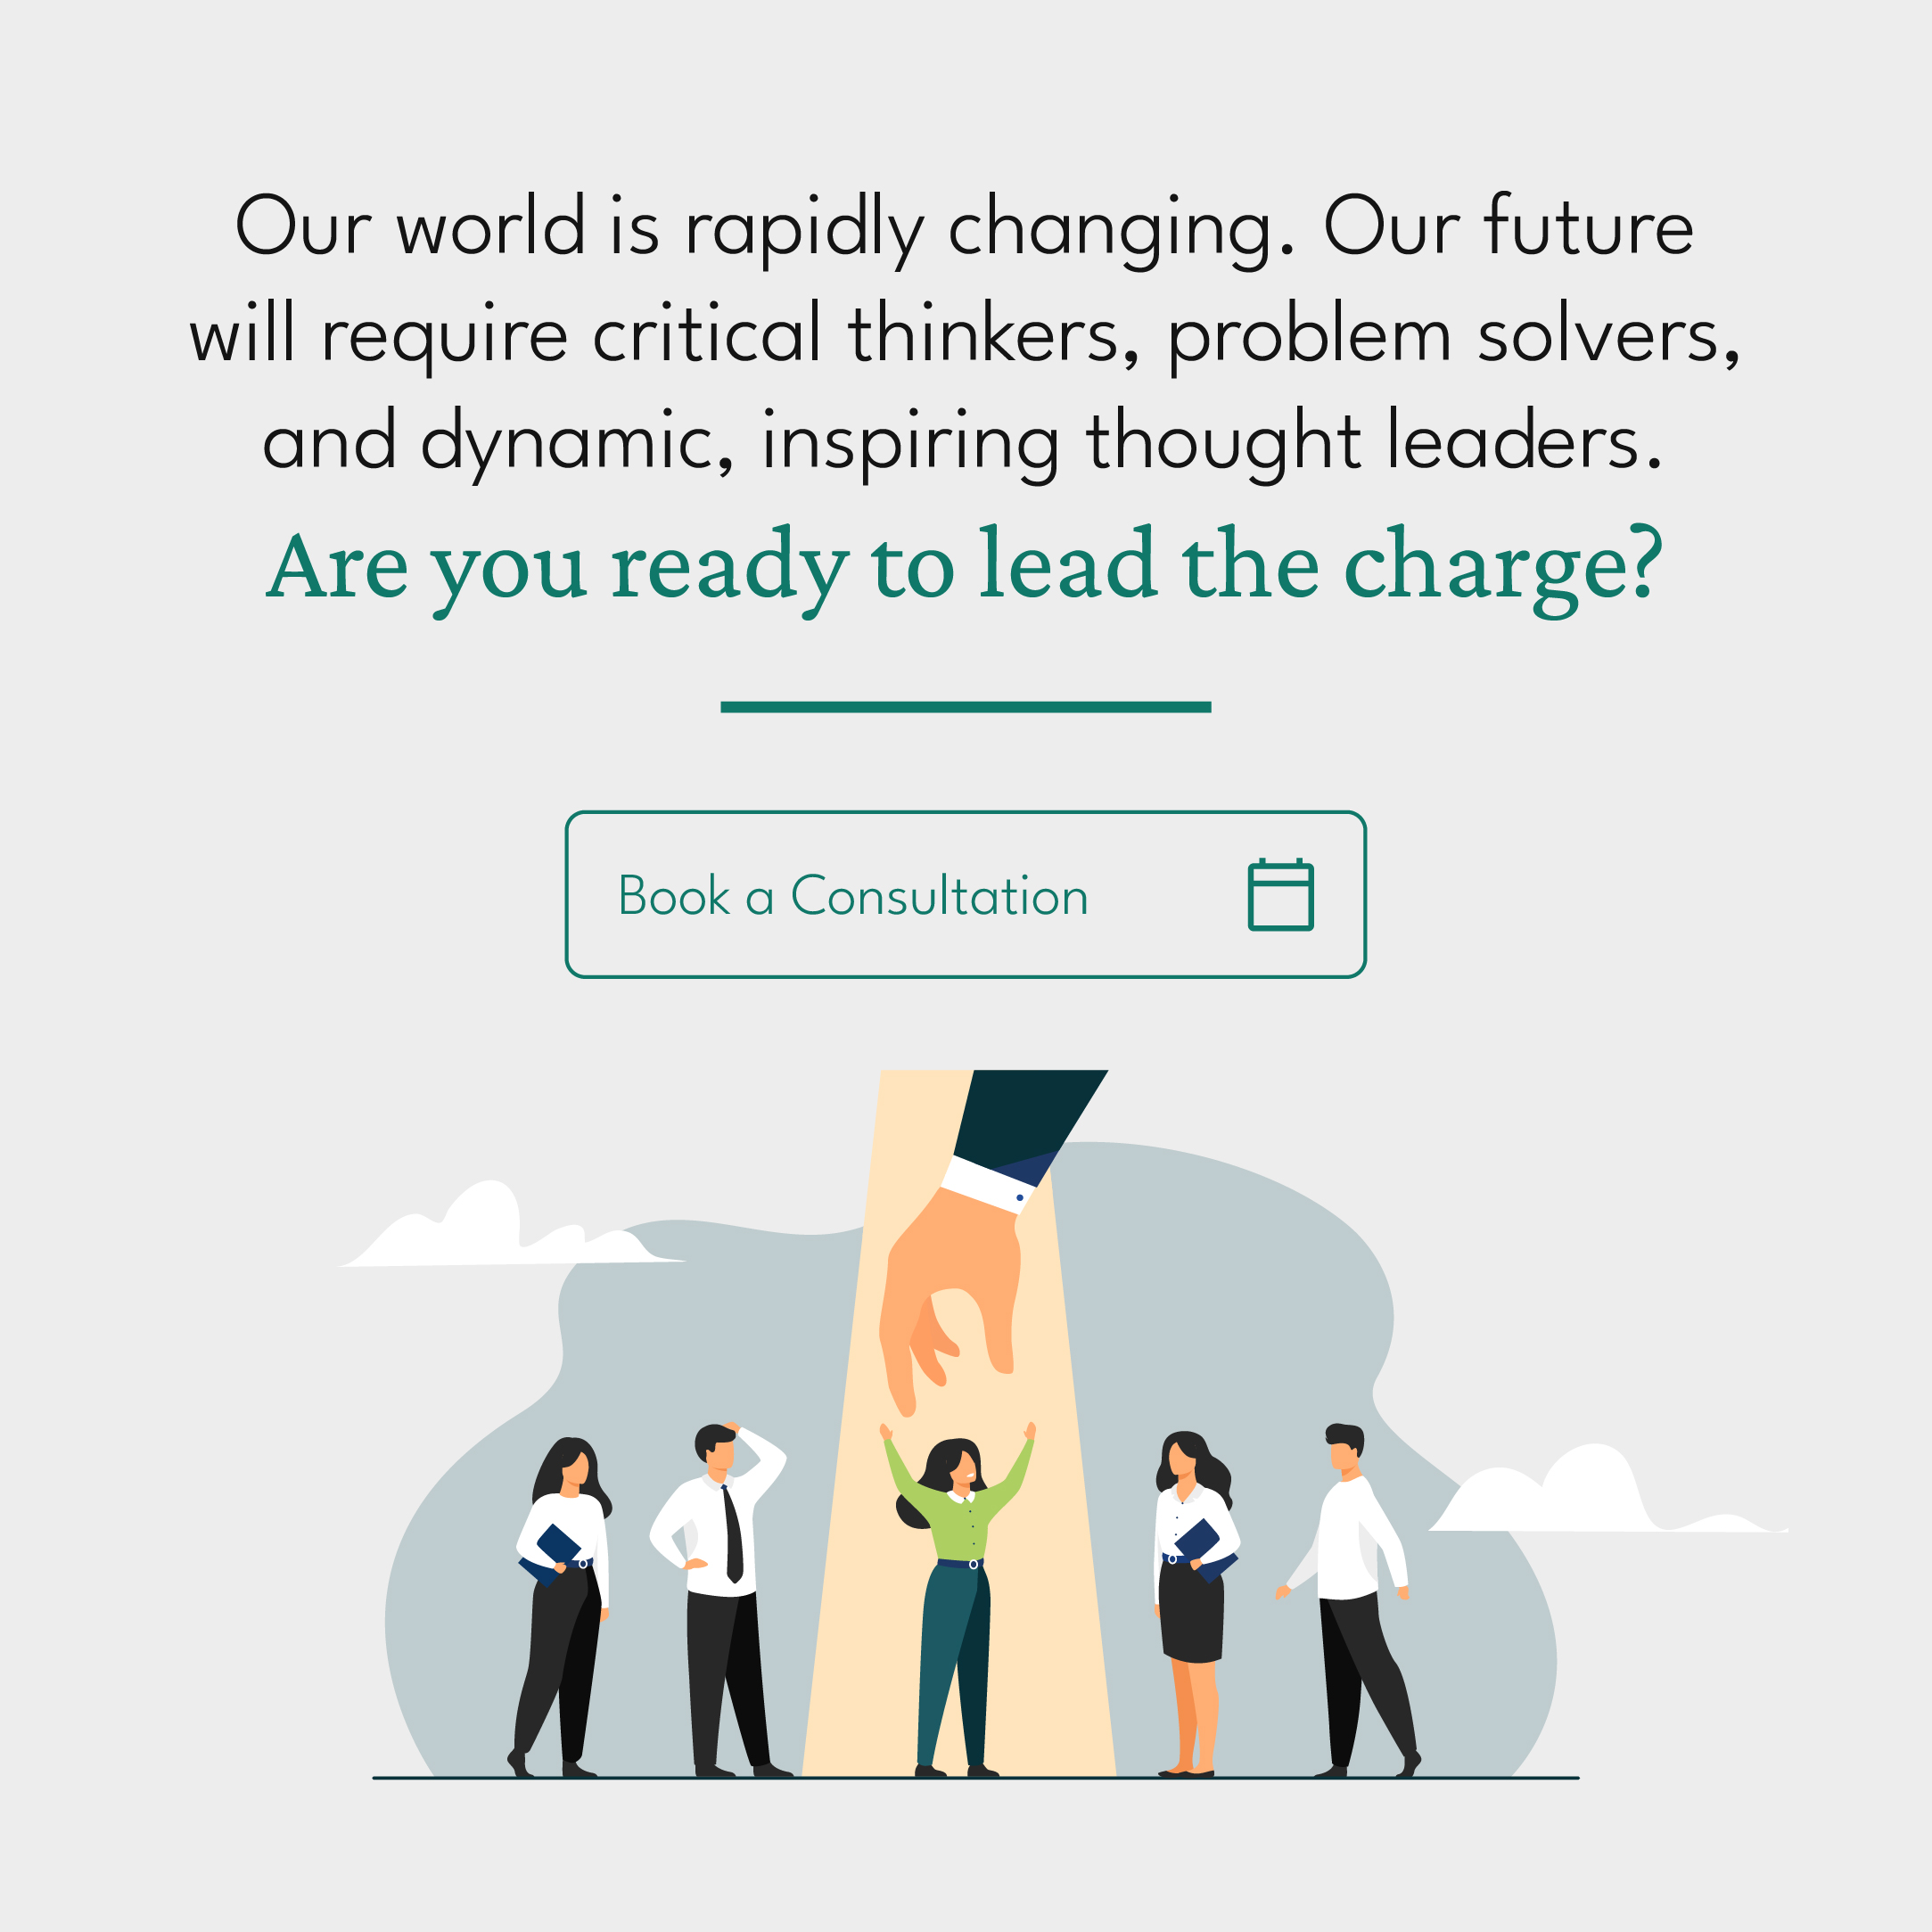 Our world is rapidly changing. Our future
will require critical thinkers, problem solvers,
and dynamic, inspiring thought leaders.
Are you ready to lead the charge?
Book a Consultation